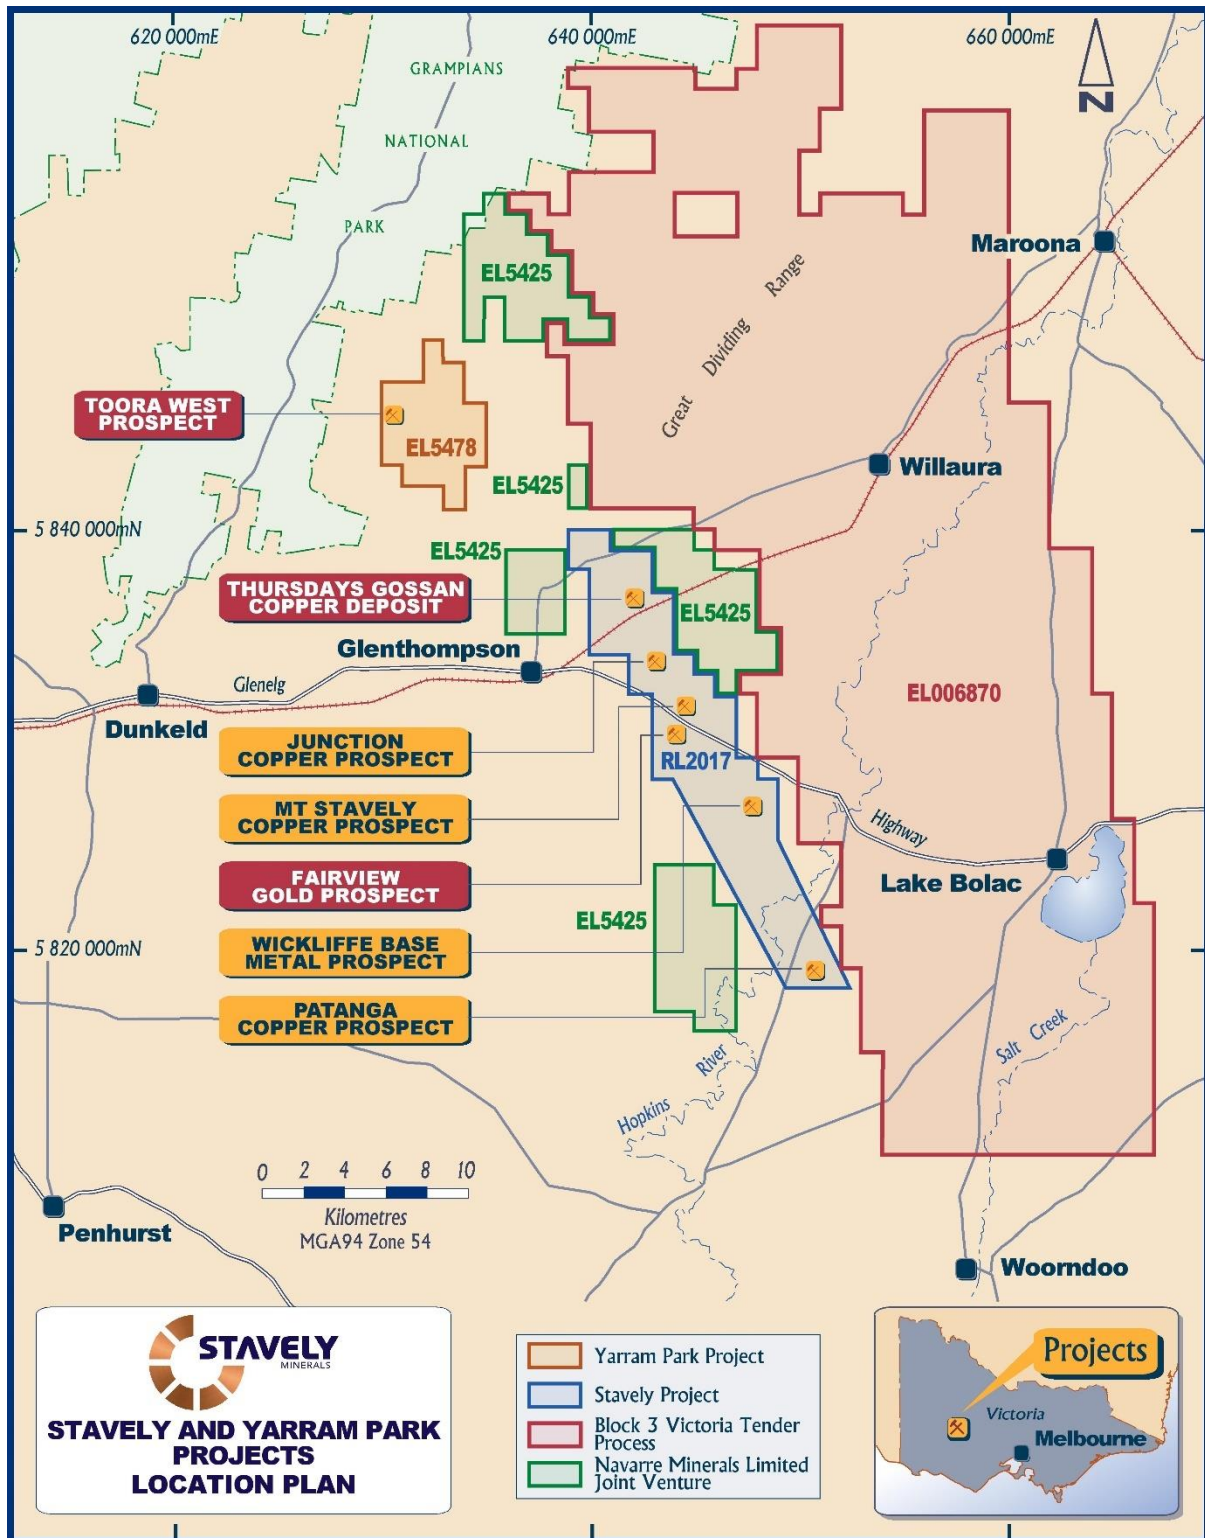 620 000mE
640 000mE
660 000mE
GRAMPIANS
NATIONAL
PARK
N
Maroona
EL5425
Great Dividing Range
TOORA WEST
PROSPECT
EL5478
Willaura
EL5425
5 840 000mN
EL5425
THURSDAYS GOSSAN
COPPER DEPOSIT
EL5425
Glenthompson
Glenelg
EL006870
Dunkeld
JUNCTION
COPPER PROSPECT
RL2017
MT STAVELY
COPPER PROSPECT
Highway
FAIRVIEW
GOLD PROSPECT
Lake Bolac
EL5425
WICKLIFFE BASE
METAL PROSPECT
5 820 000mN
PATANGA
COPPER PROSPECT
Salt Creek
Hopkins River
0 2 4 6 8 10
Kilometres
MGA94 Zone 54
Penhurst
Woorndoo
STAVELY
MINERALS
STAVELY AND YARRAM PARK
PROJECTS
LOCATION PLAN
Yarram Park Project
Stavely Project
Block 3 Victoria Tender
Process
Navarre Minerals Limited
Joint Venture
Projects
Victoria
Melbourne